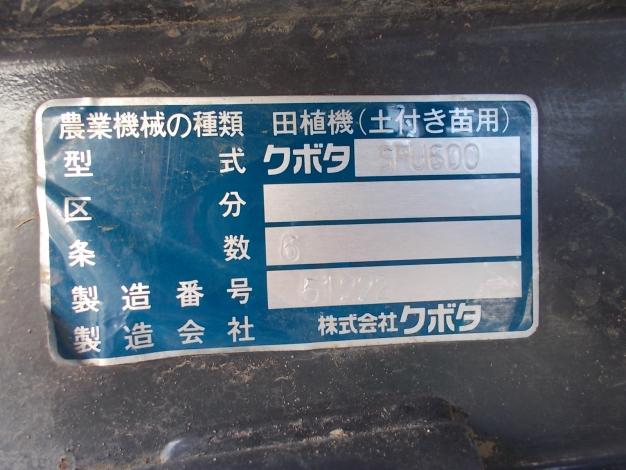 農業機械の種類 田植機(土付き苗用)
型式 クボタ SPU600
区分
条数 6
製造番号
製造会社 株式会社クボタ